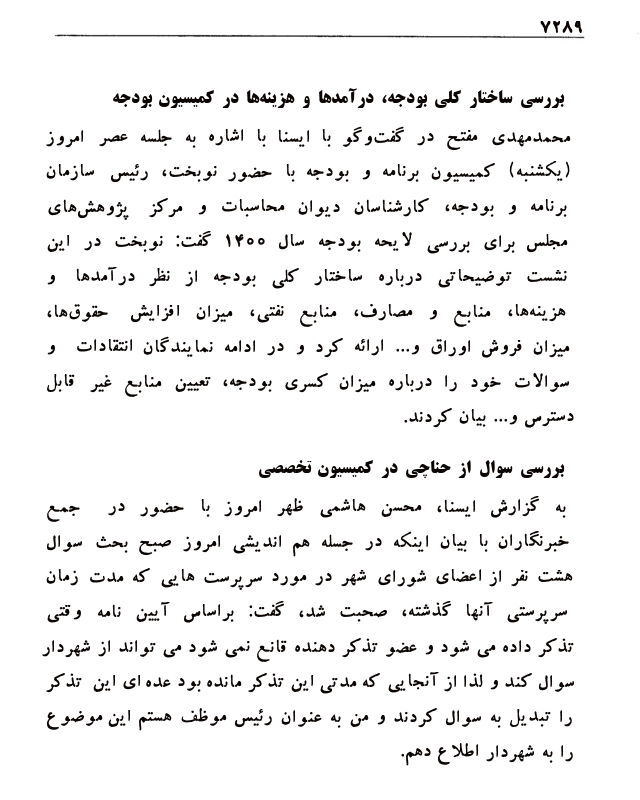 ۷۲۸۹
بررسی ساختار کلی بودجه، درآمدها و هزینه‌ها در کمیسیون بودجه
محمدمهدی مفتح در گفت‌وگو با ایسنا با اشاره به جلسه عصر امروز
(یکشنبه) کمیسیون برنامه و بودجه با حضور نوبخت، رئیس سازمان
برنامه و بودجه، کارشناسان دیوان محاسبات و مرکز پژوهش‌های
مجلس برای بررسی لایحه بودجه سال ۱۴۰۰ گفت: نوبخت در این
نشست توضیحاتی درباره ساختار کلی بودجه از نظر درآمدها و
هزینه‌ها، منابع و مصارف، منابع نفتی، میزان افزایش حقوق‌ها،
میزان فروش اوراق و... ارائه کرد و در ادامه نمایندگان انتقادات و
سوالات خود را درباره میزان کسری بودجه، تعیین منابع غیر قابل
دسترس و... بیان کردند.
بررسی سوال از حناچی در کمیسیون تخصصی
به گزارش ایسنا، محسن هاشمی ظهر امروز با حضور در جمع
خبرنگاران با بیان اینکه در جسله هم اندیشی امروز صبح بحث سوال
هشت نفر از اعضای شورای شهر در مورد سرپرست هایی که مدت زمان
سرپرستی آنها گذشته، صحبت شد، گفت: براساس آیین نامه وقتی
تذکر داده می شود و عضو تذکر دهنده قانع نمی شود می تواند از شهردار
سوال کند و لذا از آنجایی که مدتی این تذکر مانده بود عده ای این تذکر
را تبدیل به سوال کردند و من به عنوان رئیس موظف هستم این موضوع
را به شهردار اطلاع دهم.